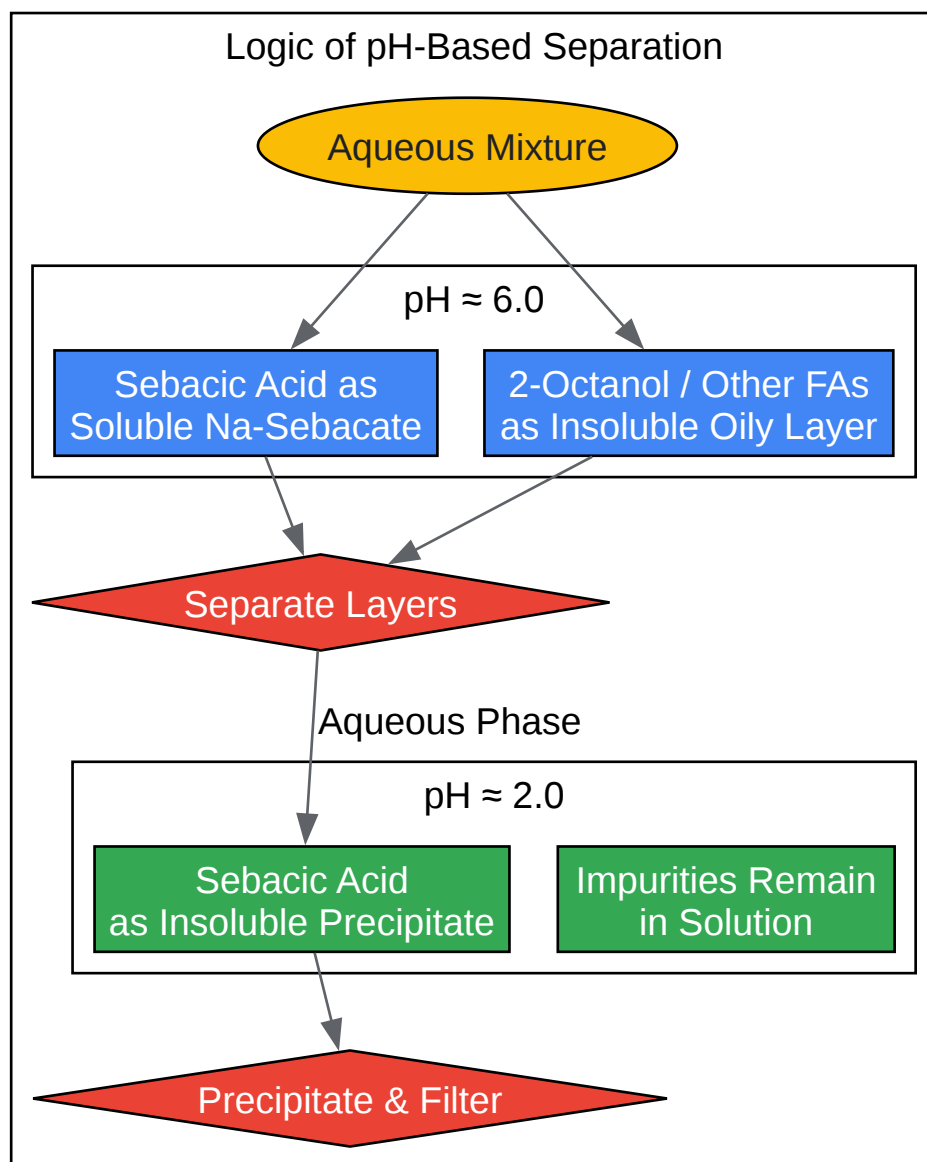 Logic of pH-Based Separation
Aqueous Mixture
pH ≈ 6.0
Sebacic Acid as
Soluble Na-Sebacate
2-Octanol / Other FAs
as Insoluble Oily Layer
Separate Layers
Aqueous Phase
pH ≈ 2.0
Sebacic Acid
as Insoluble Precipitate
Impurities Remain
in Solution
Precipitate & Filter